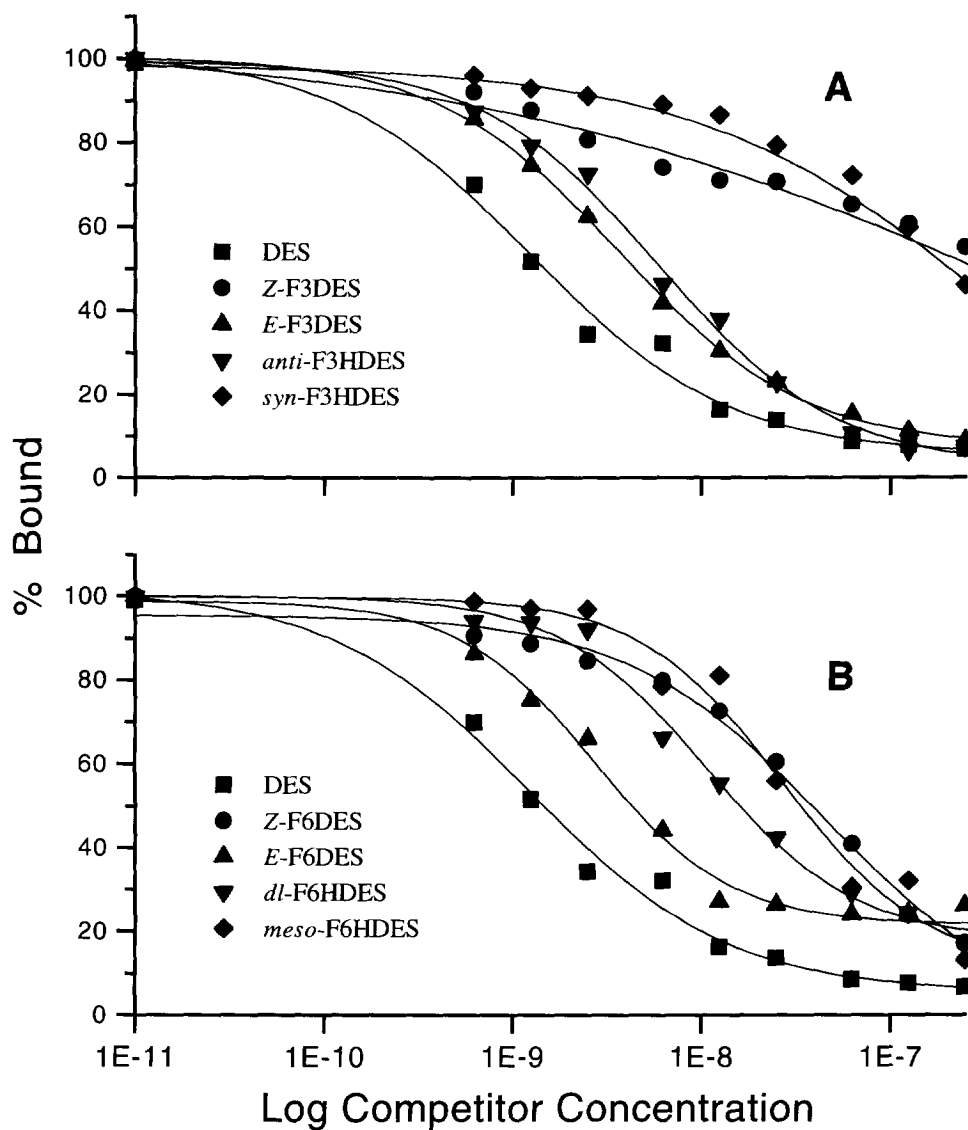 A
100
80
60
40
20
0
DES
Z-F3DES
E-F3DES
anti-F3HDES
syn-F3HDES
% Bound
B
100
80
60
40
20
0
DES
Z-F6DES
E-F6DES
dl-F6HDES
meso-F6HDES
1E-11 1E-10 1E-9 1E-8 1E-7
Log Competitor Concentration